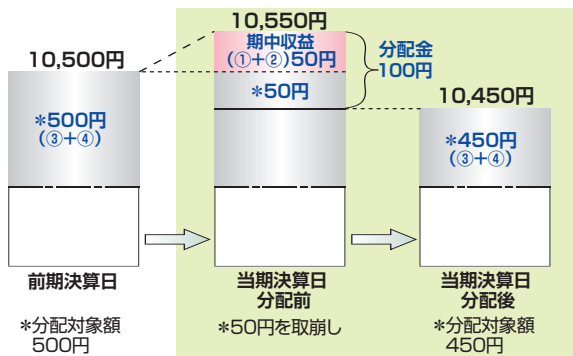 10,500円
*500円
(③+④)
前期決算日
*分配対象額
500円
10,550円
期中収益
(①+②)50円
*50円
分配金
100円
当期決算日
分配前
*50円を取崩し
10,450円
*450円
(③+④)
当期決算日
分配後
*分配対象額
450円